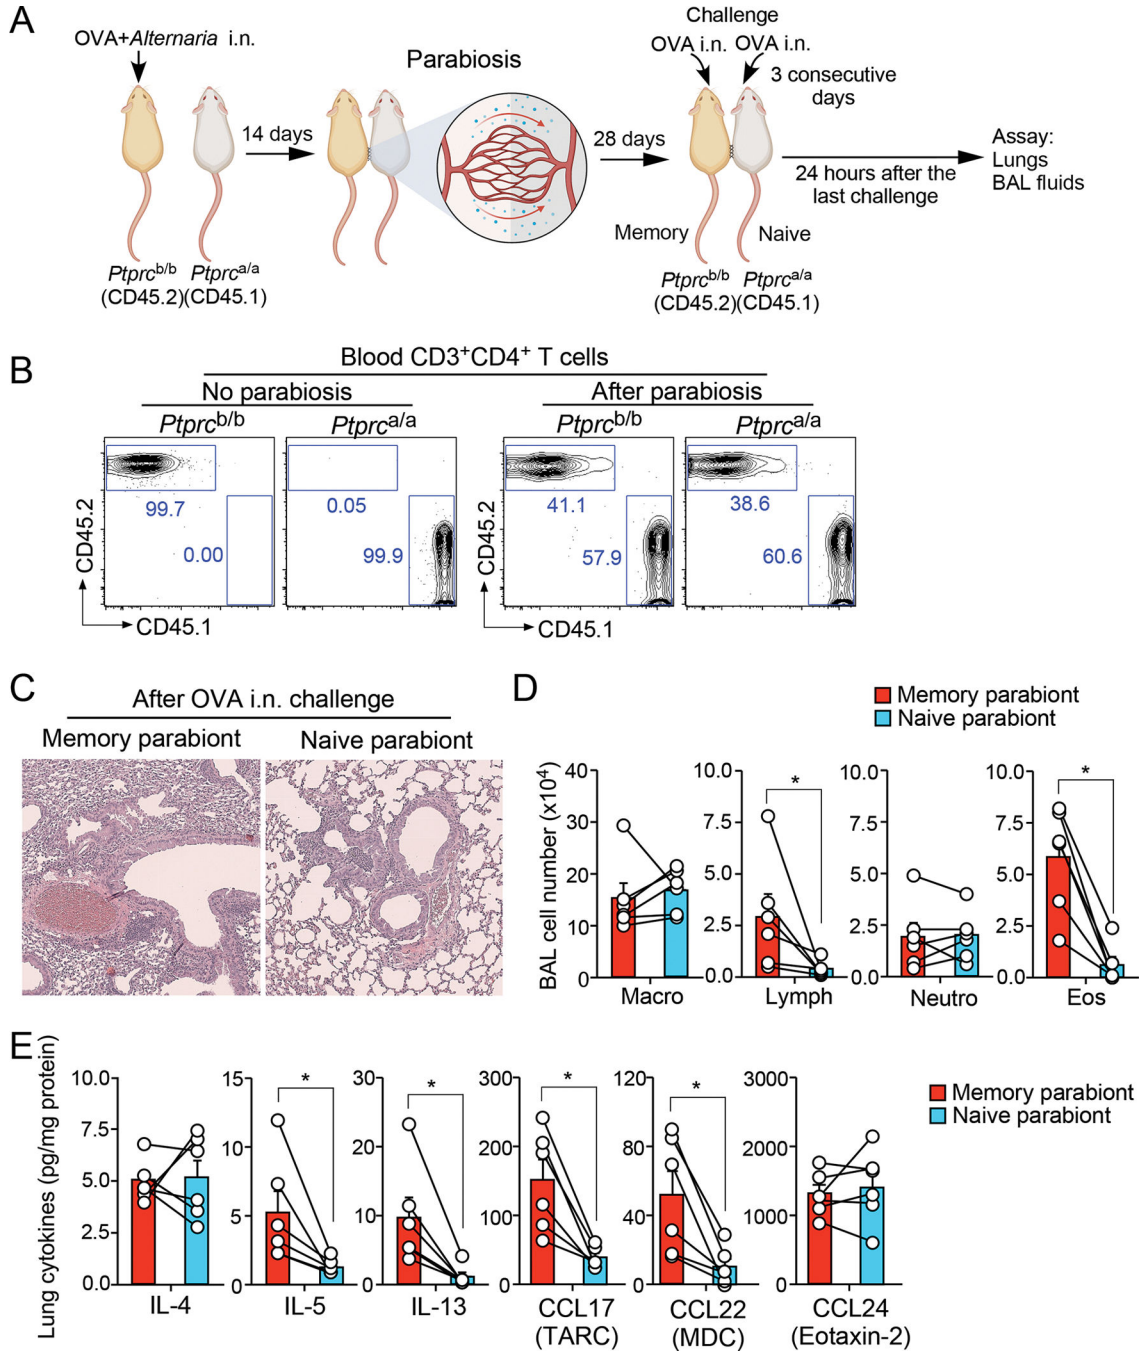 A
OVA+Alternaria i.n.
14 days
Parabiosis
28 days
Challenge
OVA i.n. OVA i.n.
3 consecutive
days
24 hours after the
last challenge
Assay:
Lungs
BAL fluids
Memory
Naive
Ptprc^b/b Ptprc^a/a
(CD45.2)(CD45.1)
Ptprc^b/b Ptprc^a/a
(CD45.2) (CD45.1)
B
Blood CD3⁺CD4⁺ T cells
No parabiosis
After parabiosis
Ptprc^b/b Ptprc^a/a
Ptprc^b/b Ptprc^a/a
CD45.2
99.7
0.00
0.05
99.9
CD45.1
CD45.2
41.1
57.9
38.6
60.6
CD45.1
C
After OVA i.n. challenge
Memory parabiont Naive parabiont
D
Memory parabiont
Naive parabiont
BAL cell number (x10⁴)
40
30
20
10
0
Macro
10.0
7.5
5.0
2.5
0.0
*
Lymph
10.0
7.5
5.0
2.5
0.0
Neutro
10.0
7.5
5.0
2.5
0.0
*
Eos
E
Memory parabiont
Naive parabiont
Lung cytokines (pg/mg protein)
10.0
7.5
5.0
2.5
0.0
IL-4
15
10
5
0
*
IL-5
30
20
10
0
*
IL-13
300
200
100
0
*
CCL17
(TARC)
120
80
40
0
*
CCL22
(MDC)
3000
2000
1000
0
CCL24
(Eotaxin-2)